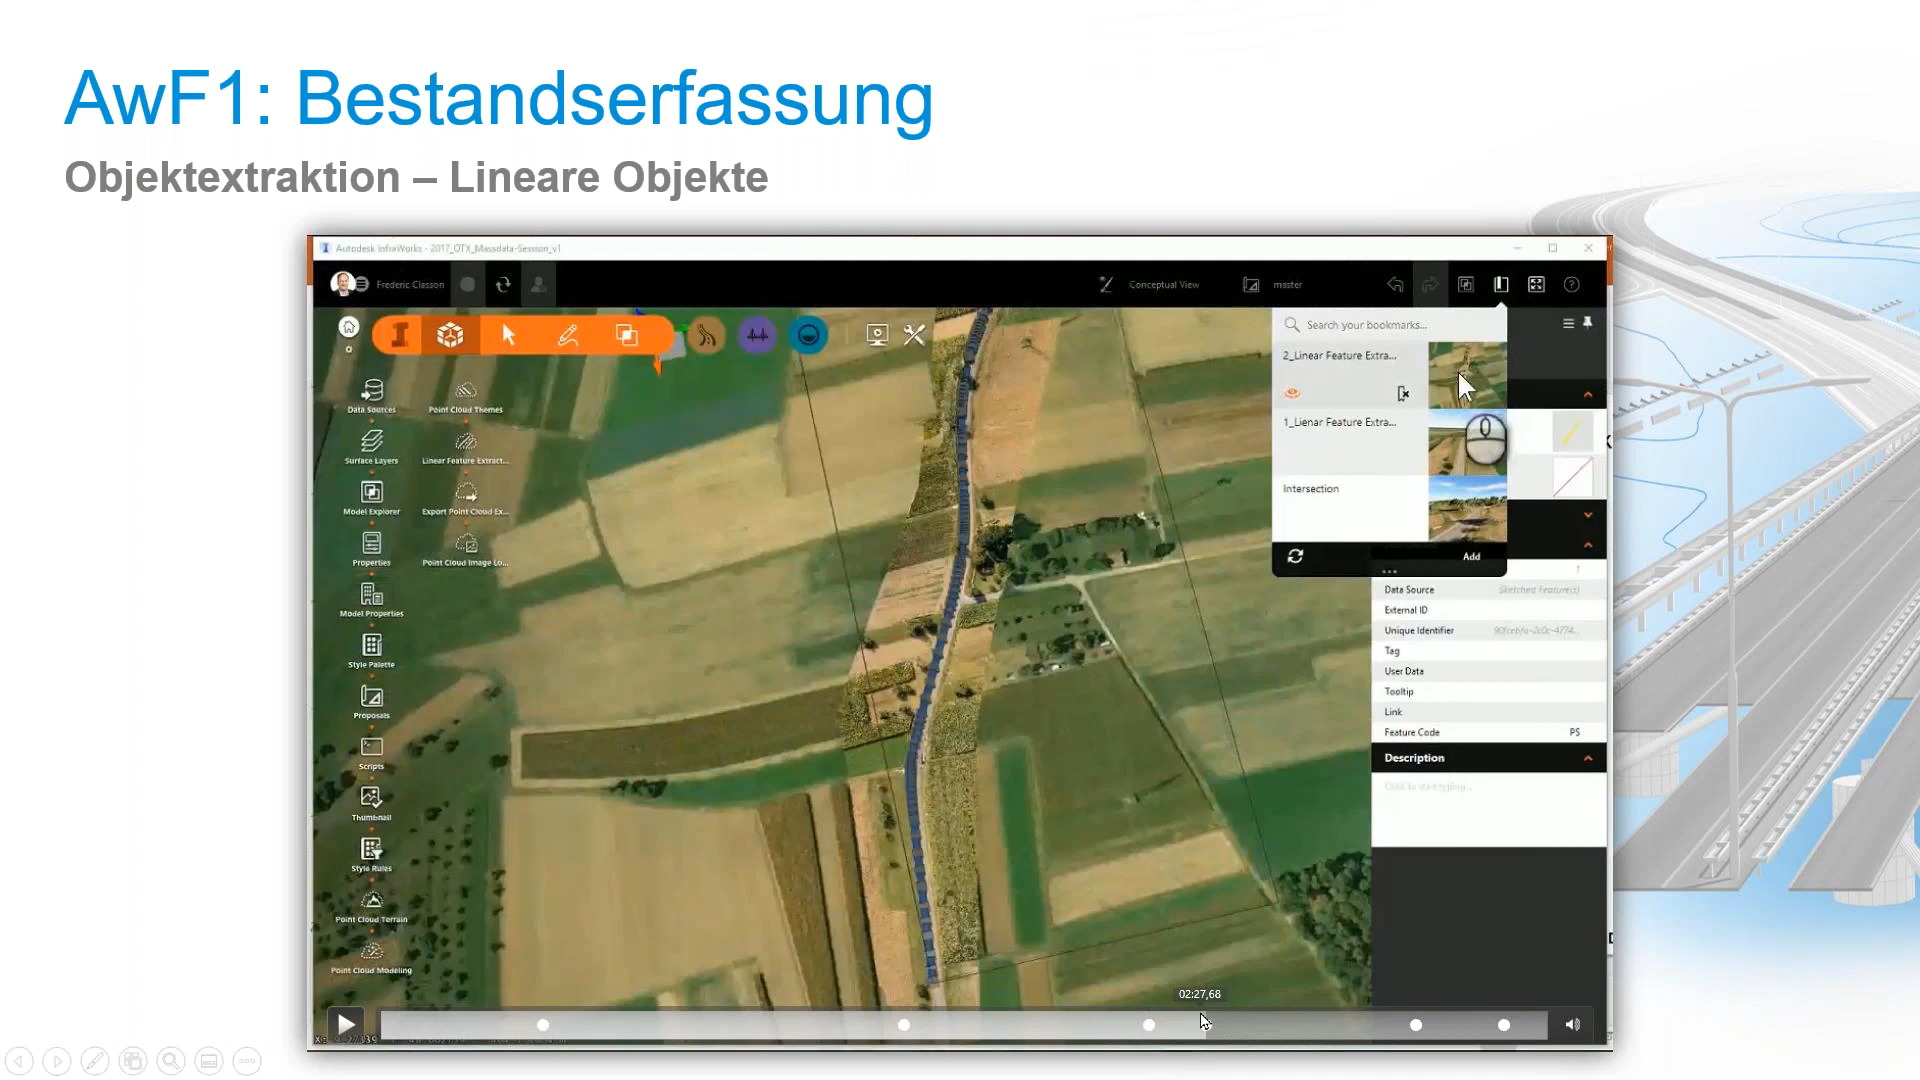 AwF1: Bestandserfassung
Objektextraktion – Lineare Objekte
Autodesk InfraWorks - 2017_OTX_Massdata-Session_v1
Frederic Classon
Conceptual View
master
Search your bookmarks...
2_Linear Feature Extra...
1_Lienar Feature Extra...
Intersection
Add
Data Sources
Point Cloud Themes
Surface Layers
Linear Feature Extract...
Model Explorer
Export Point Cloud Ex...
Properties
Point Cloud Image Lo...
Model Properties
Style Palette
Proposals
Scripts
Thumbnail
Style Rules
Point Cloud Terrain
Point Cloud Modeling
Data Source
Sketched Feature(s)
External ID
Unique Identifier
Tag
User Data
Tooltip
Link
Feature Code
PS
Description
Click to start typing...
02:27,68